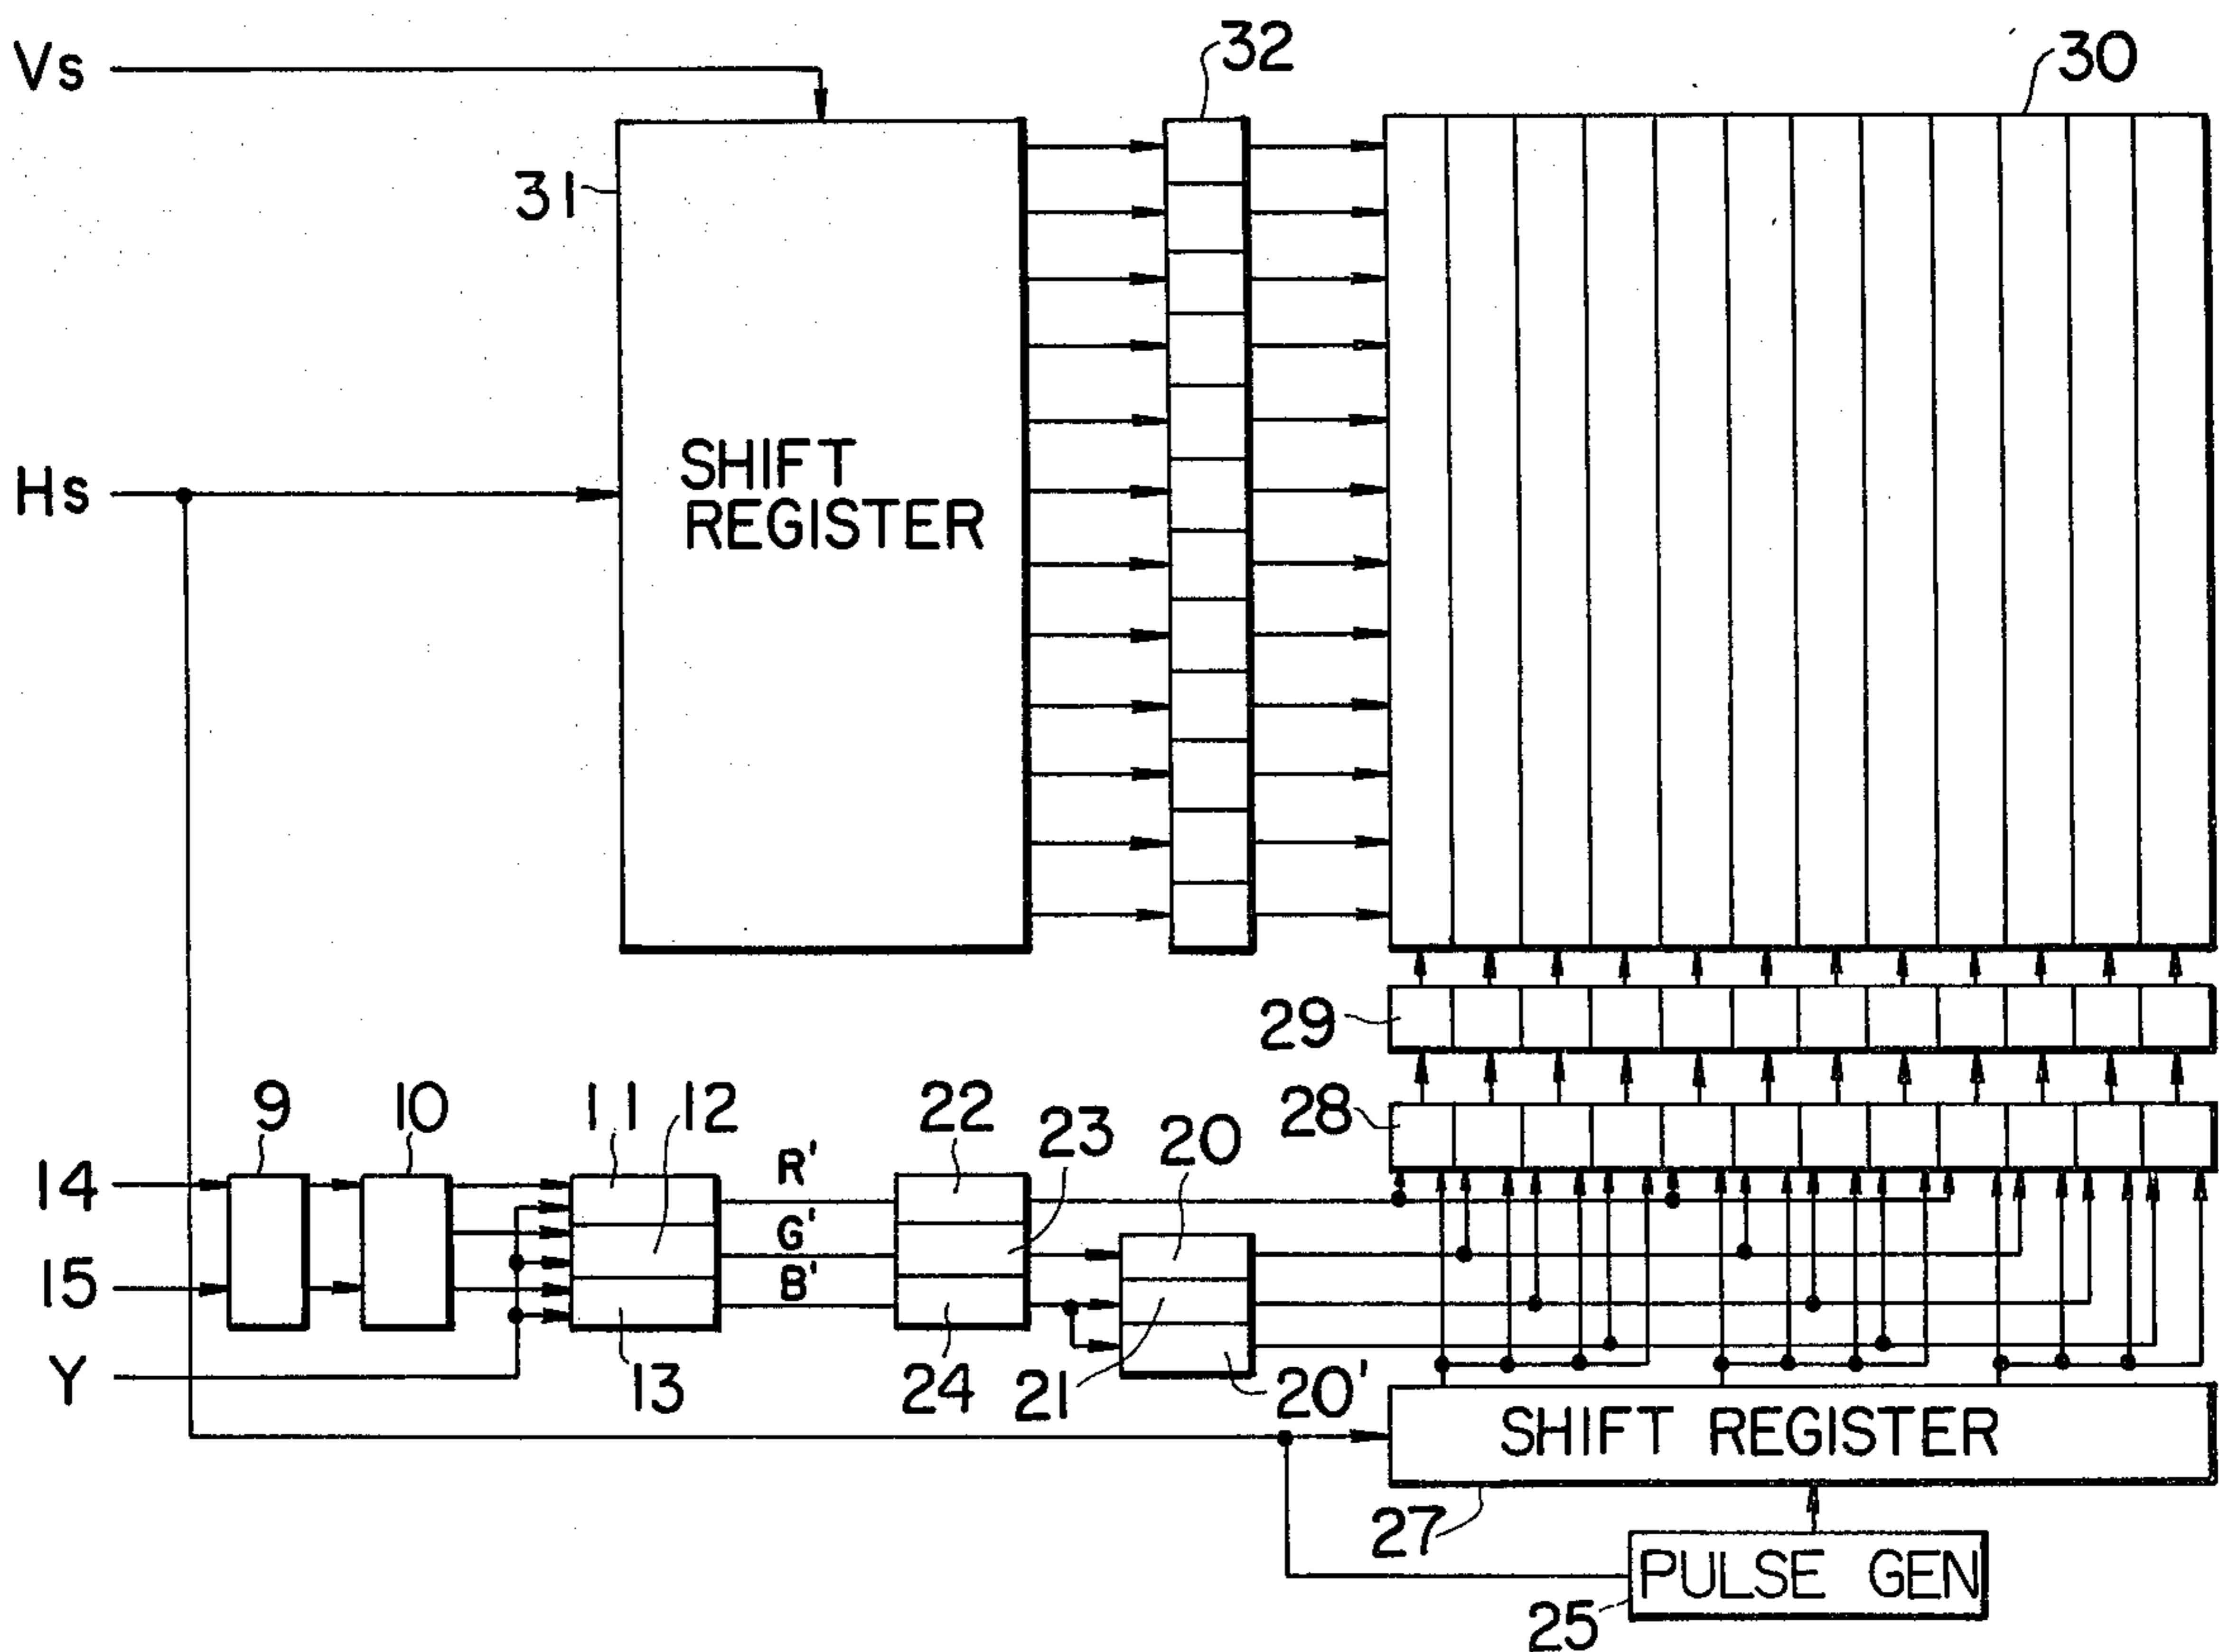 Vs
32
30
31
Hs
SHIFT
REGISTER
29
28
9
10
11
12
22
23
20
R'
G'
B'
14
15
Y
13
24
21
20'
SHIFT REGISTER
27
PULSE GEN
25